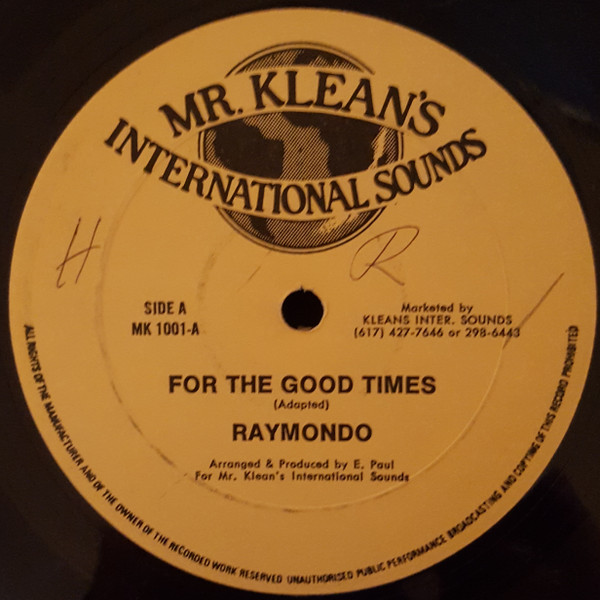 MR. KLEAN'S
INTERNATIONAL SOUNDS
H R
SIDE A
MK 1001-A
Marketed by
KLEANS INTER. SOUNDS
(617) 427-7646 or 298-6443
FOR THE GOOD TIMES
(Adapted)
RAYMONDO
Arranged & Produced by E. Paul
For Mr. Klean's International Sounds
ALL RIGHTS OF THE MANUFACTURER AND OF THE OWNER OF THE RECORDED WORK RESERVED UNAUTHORISED PUBLIC PERFORMANCE BROADCASTING AND COPYING OF THIS RECORD PROHIBITED